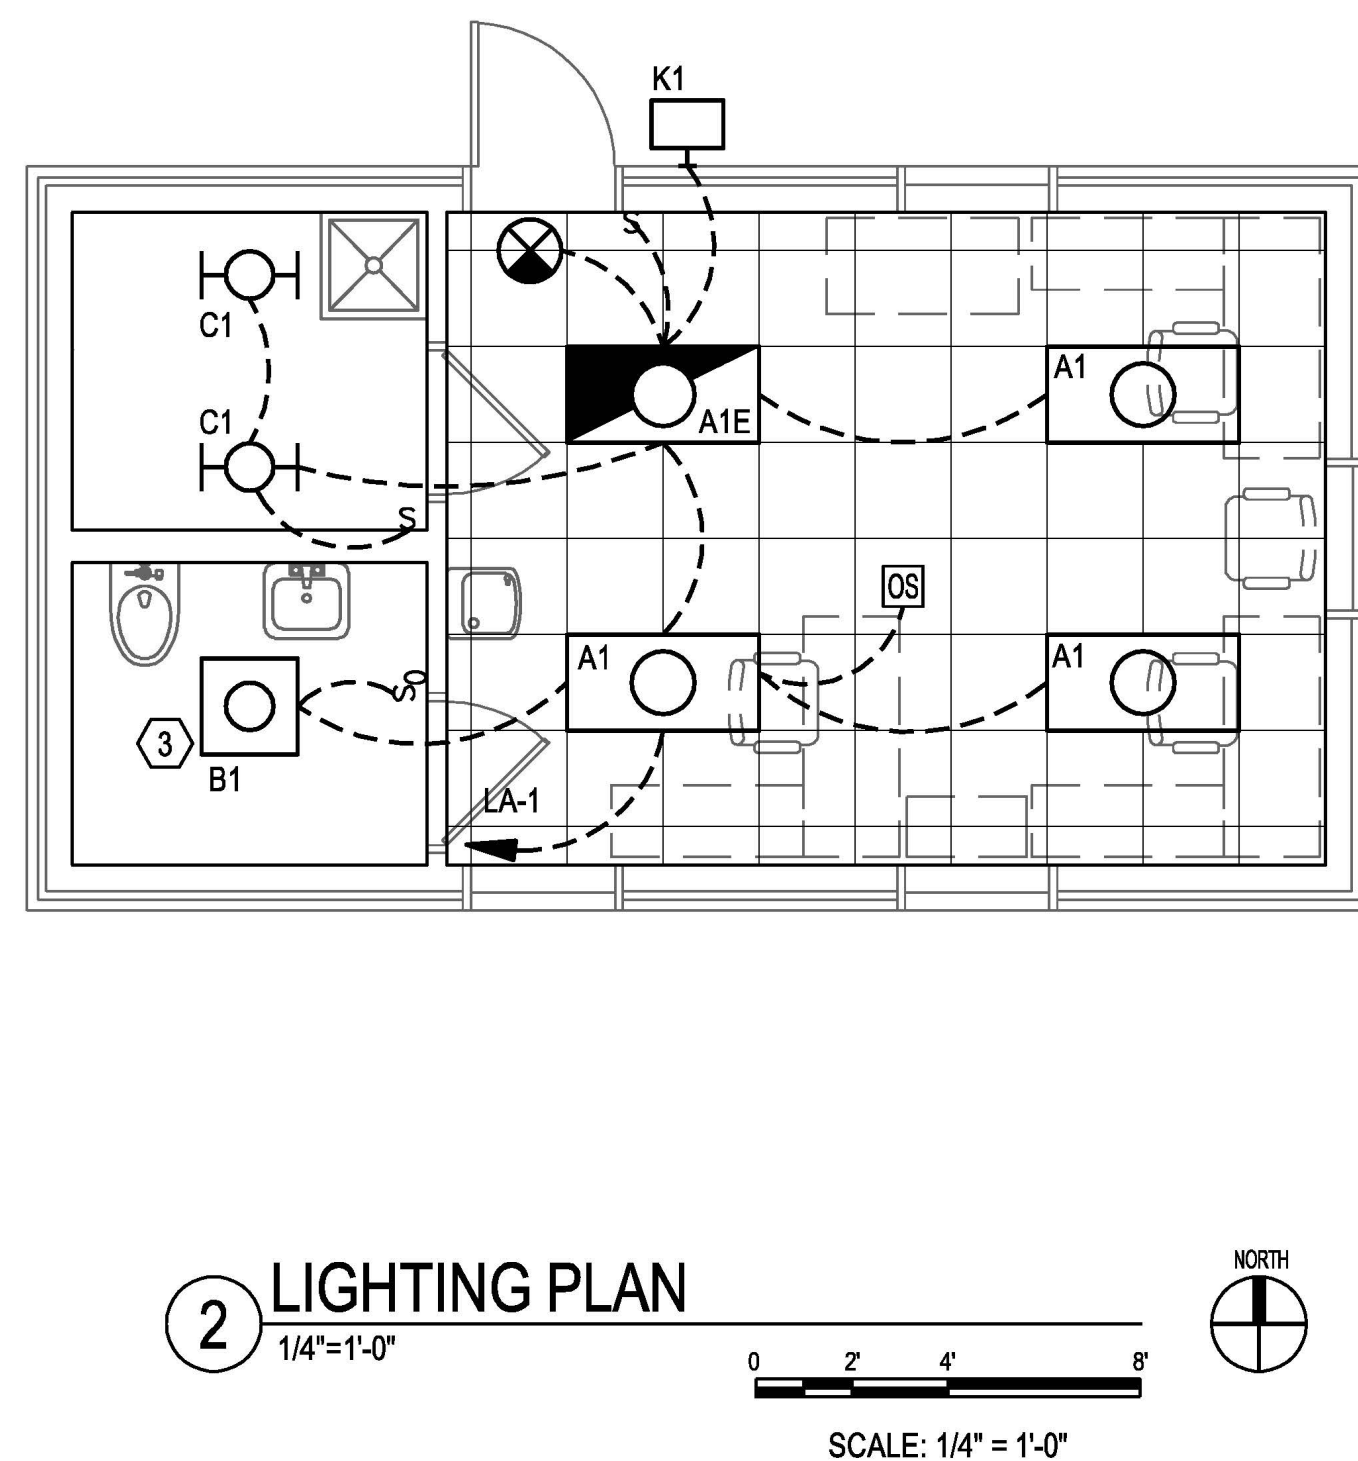 K1
S
C1
A1
A1E
C1
S
OS
A1
A1
SO
3
B1
LA-1
2
LIGHTING PLAN
1/4"=1'-0"
NORTH
0 2' 4' 8'
SCALE: 1/4" = 1'-0"